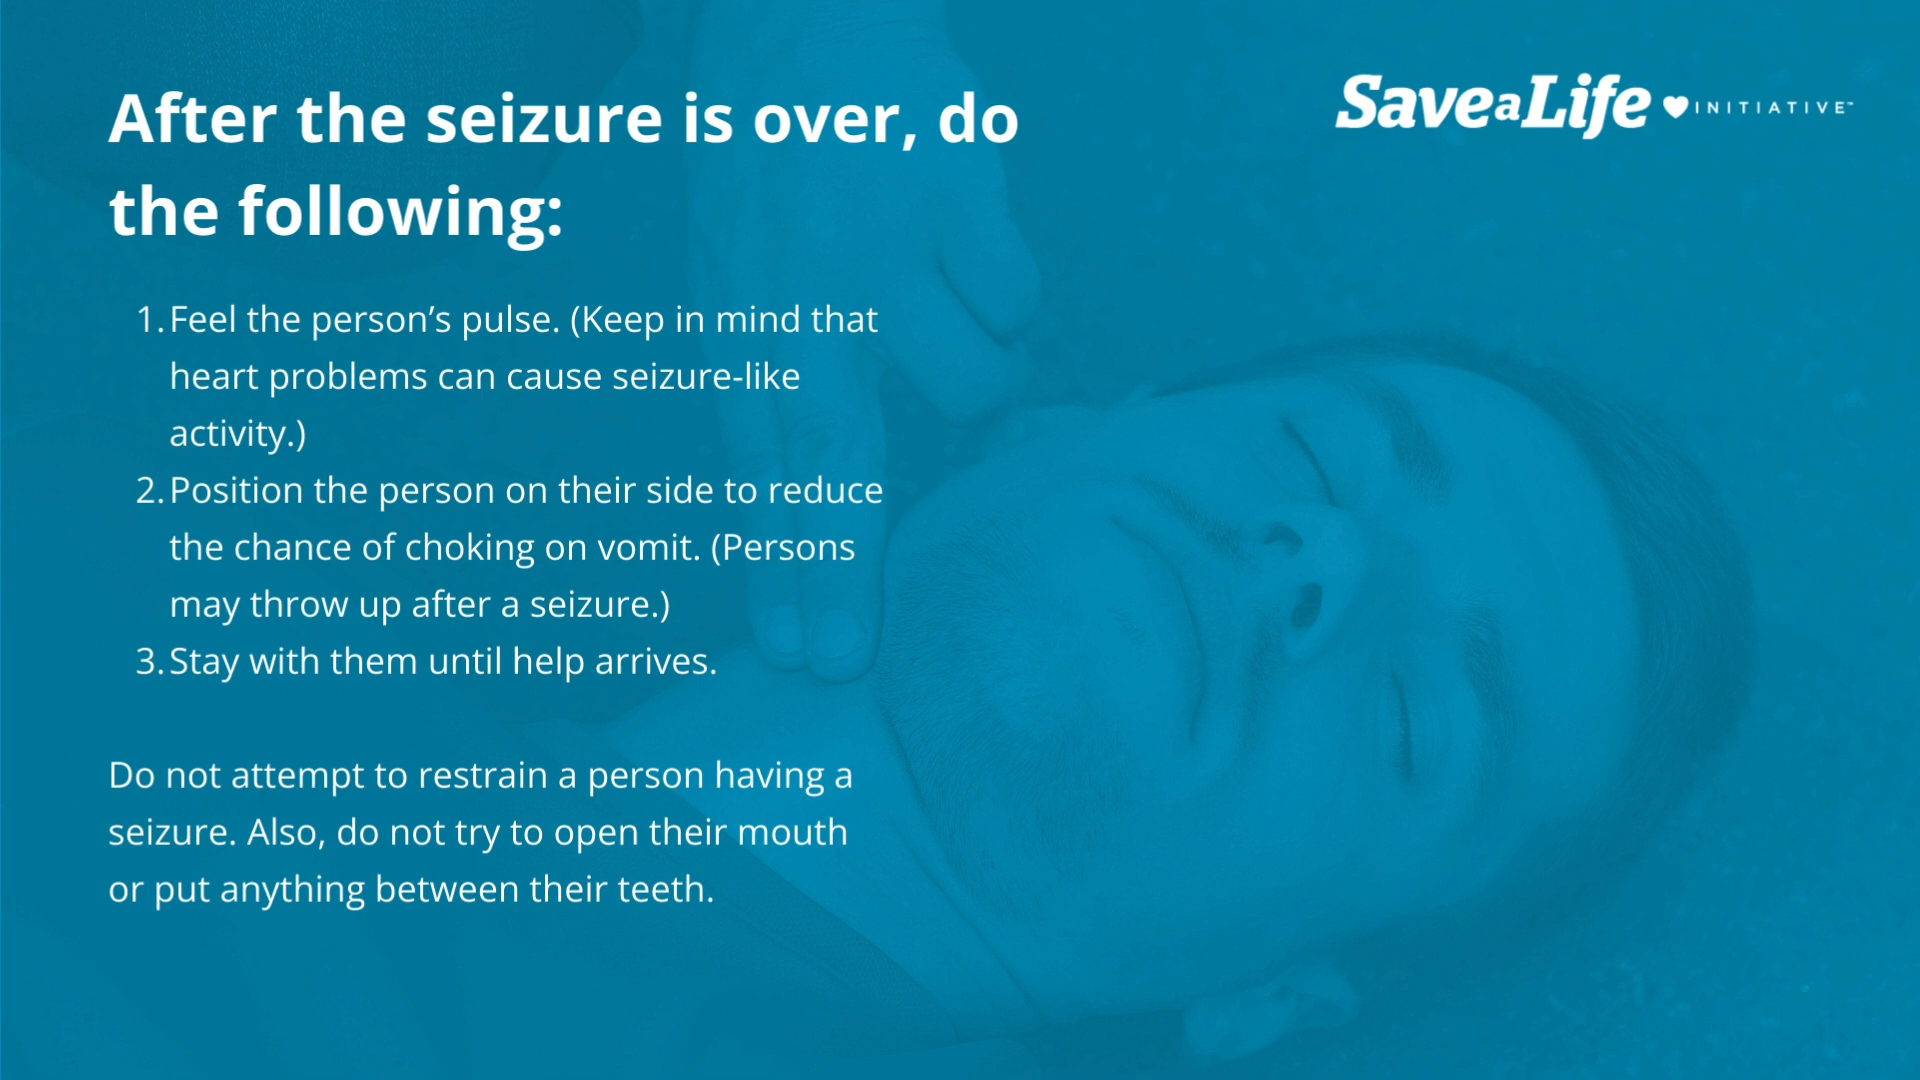 SaveaLife INITIATIVE™
After the seizure is over, do
the following:
1. Feel the person’s pulse. (Keep in mind that
heart problems can cause seizure-like
activity.)
2. Position the person on their side to reduce
the chance of choking on vomit. (Persons
may throw up after a seizure.)
3. Stay with them until help arrives.
Do not attempt to restrain a person having a
seizure. Also, do not try to open their mouth
or put anything between their teeth.